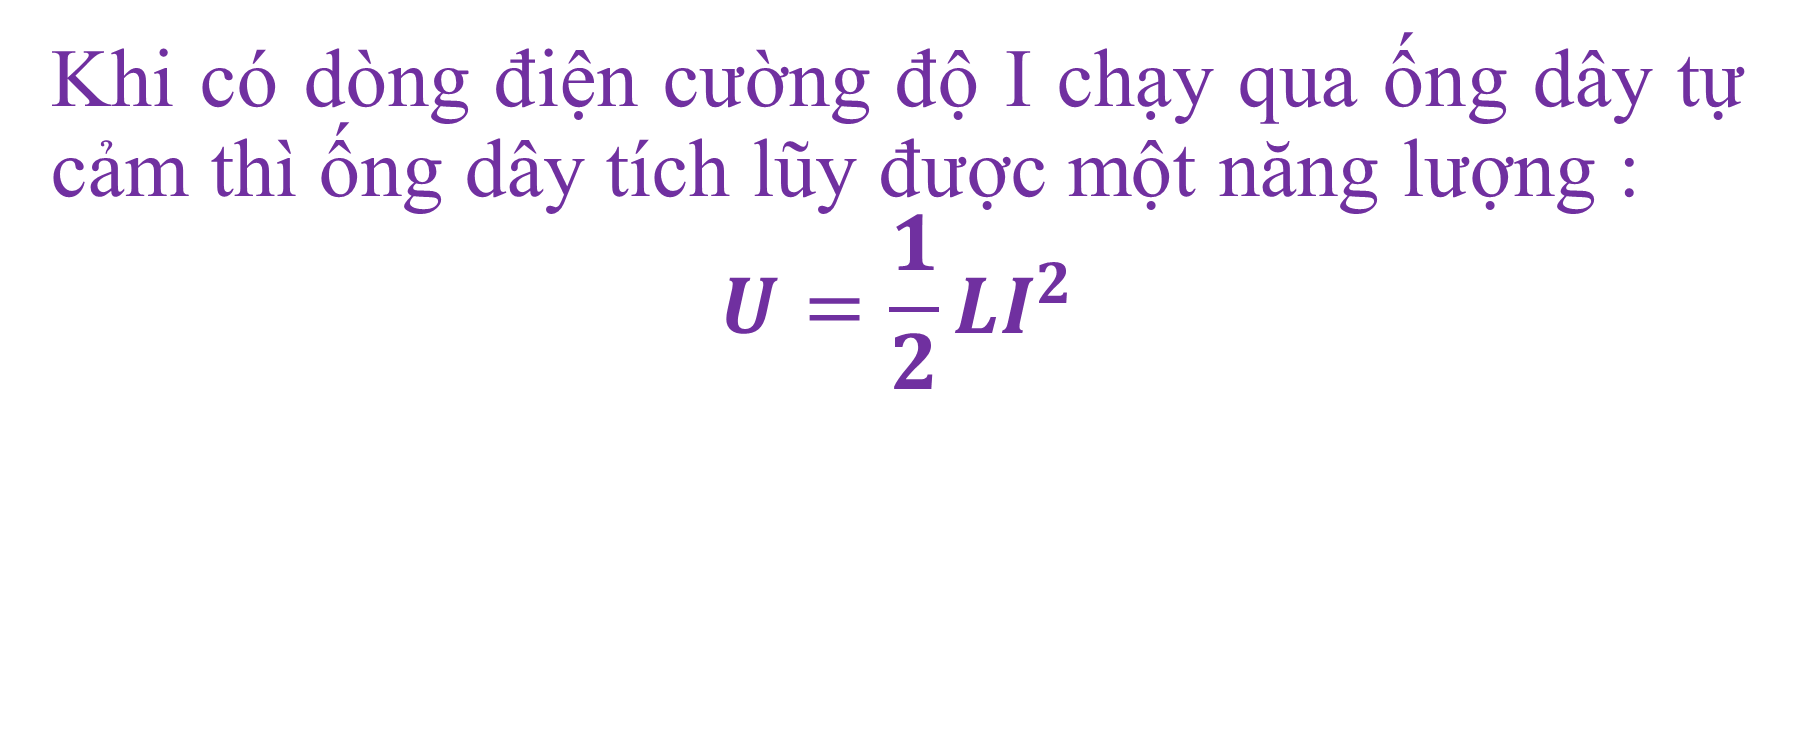 Khi có dòng điện cường độ I chạy qua ống dây tự
cảm thì ống dây tích lũy được một năng lượng :
U = 1/2 LI²